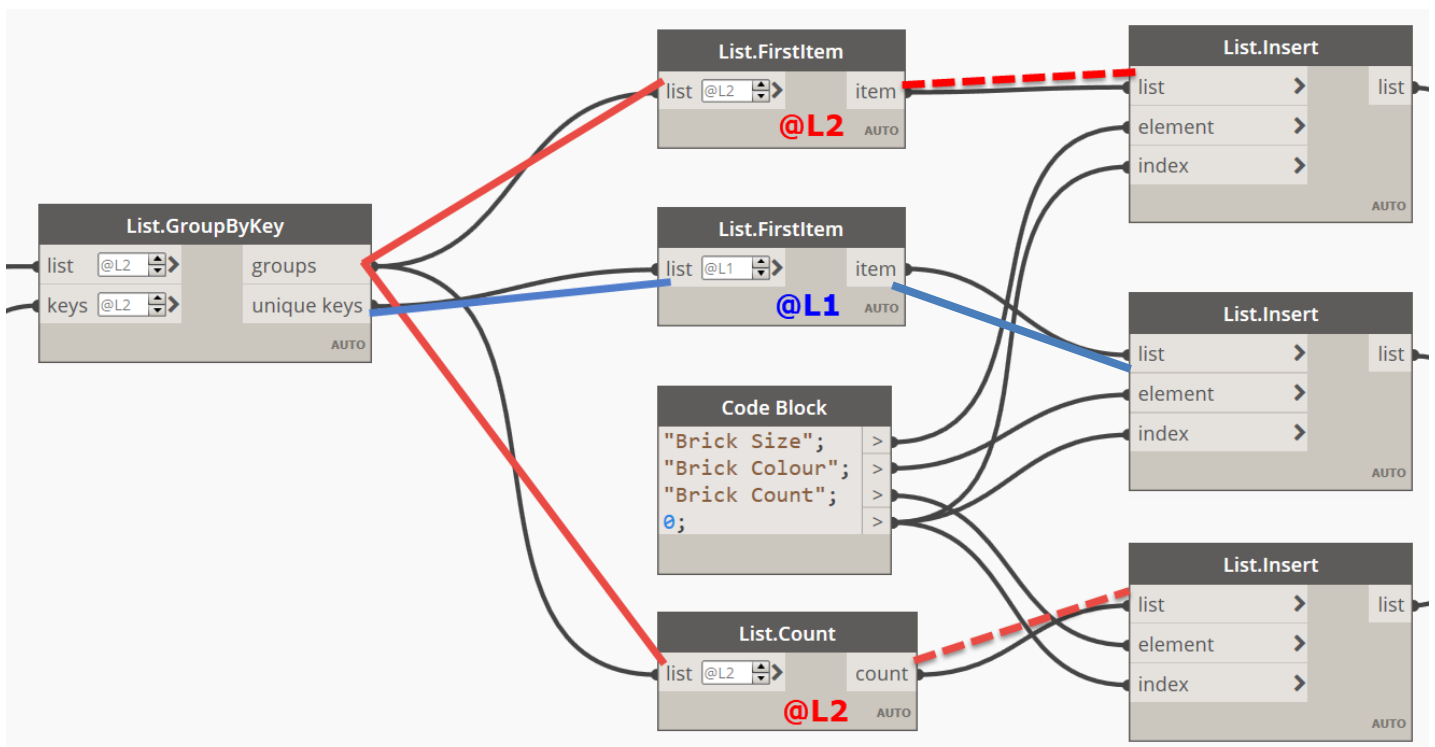 List.GroupByKey
list @L2 groups
keys @L2 unique keys
AUTO
List.FirstItem
list @L2 item
@L2 AUTO
List.FirstItem
list @L1 item
@L1 AUTO
Code Block
"Brick Size"; >
"Brick Colour"; >
"Brick Count"; >
0; >
List.Count
list @L2 count
@L2 AUTO
List.Insert
list > list
element >
index >
AUTO
List.Insert
list > list
element >
index >
AUTO
List.Insert
list > list
element >
index >
AUTO